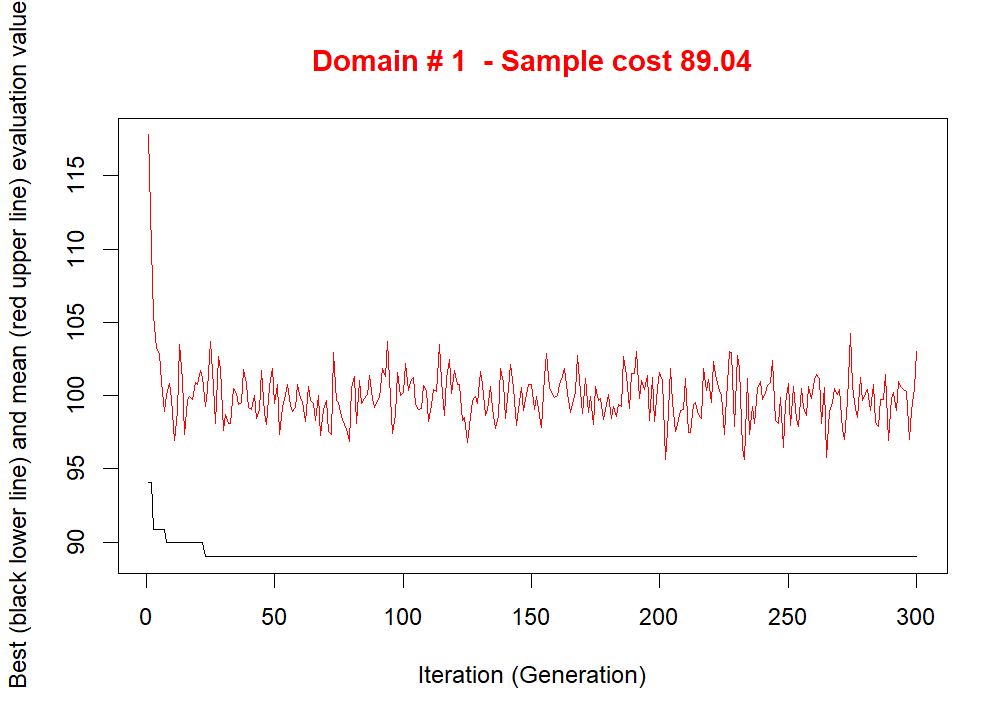 Domain # 1  - Sample cost 89.04
Best (black lower line) and mean (red upper line) evaluation value
115
110
105
100
95
90
0 50 100 150 200 250 300
Iteration (Generation)